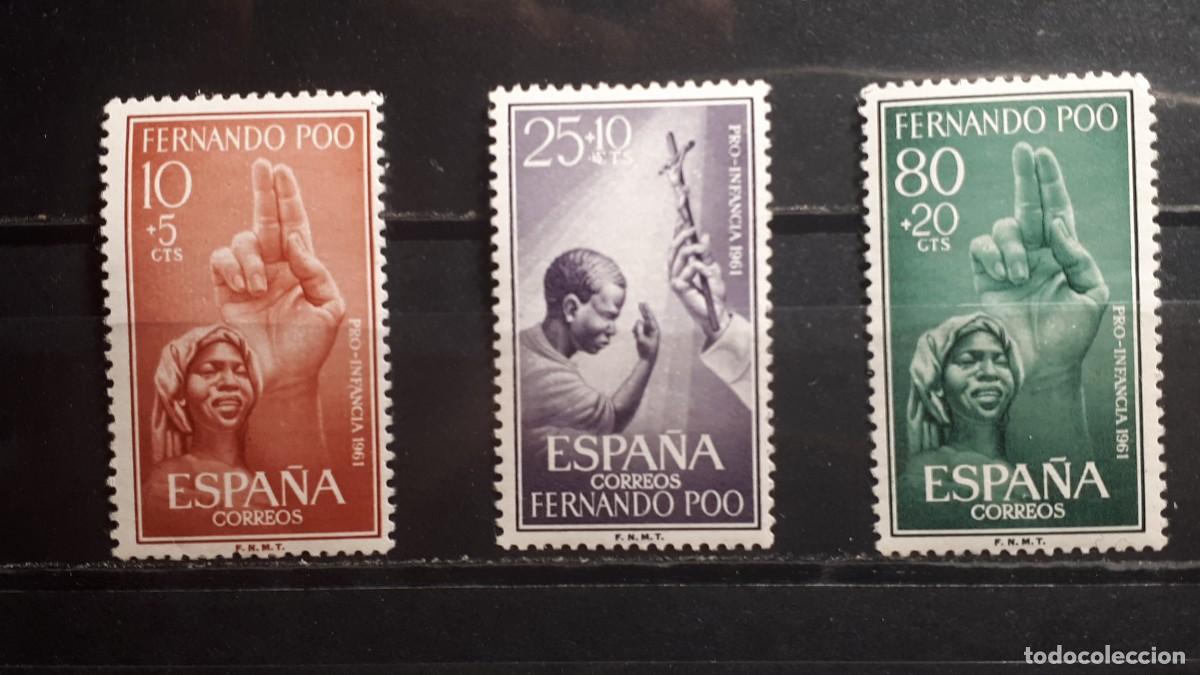 FERNANDO POO
10
+5
CTS
PRO-INFANCIA 1961
ESPAÑA
CORREOS
F. N. M. T.
25+10
CTS
PRO-INFANCIA 1961
ESPAÑA
CORREOS
FERNANDO POO
F. N. M. T.
FERNANDO POO
80
+20
CTS
PRO-INFANCIA 1961
ESPAÑA
CORREOS
F. N. M. T.
todocoleccion